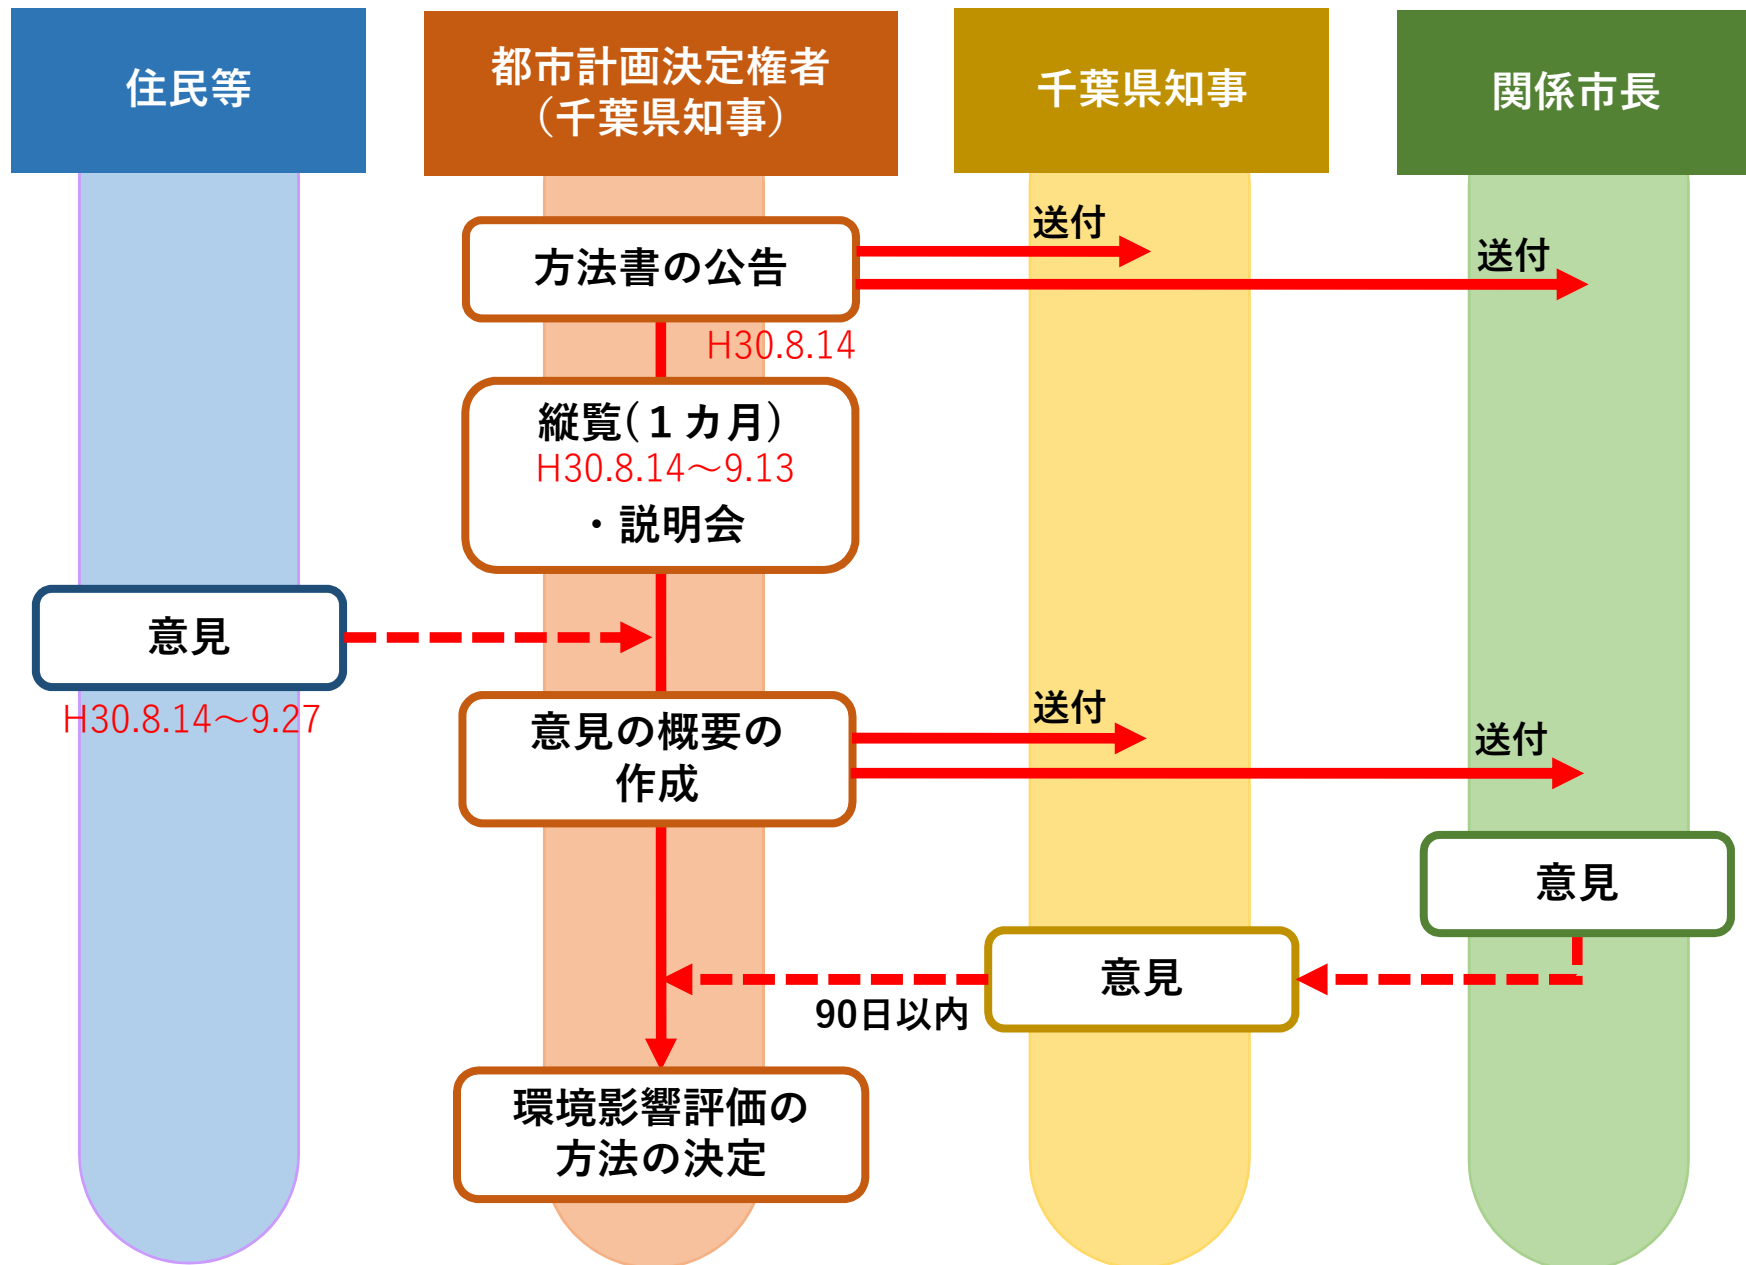 住民等
都市計画決定権者
（千葉県知事）
千葉県知事
関係市長
方法書の公告
送付
送付
H30.8.14
縦覧(１カ月)
H30.8.14～9.13
・説明会
意見
H30.8.14～9.27
意見の概要の
作成
送付
送付
意見
意見
90日以内
環境影響評価の
方法の決定